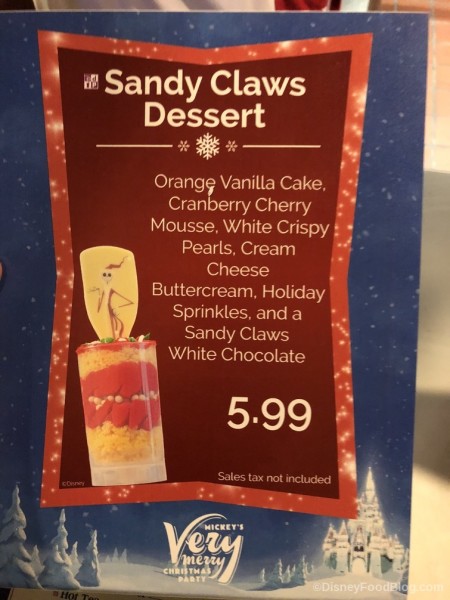 Sandy Claws
Dessert
Orange Vanilla Cake,
Cranberry Cherry
Mousse, White Crispy
Pearls, Cream
Cheese
Buttercream, Holiday
Sprinkles, and a
Sandy Claws
White Chocolate
5.99
Sales tax not included
©Disney
MICKEY'S
Very
merry
CHRISTMAS
PARTY
©DisneyFoodBlog.com